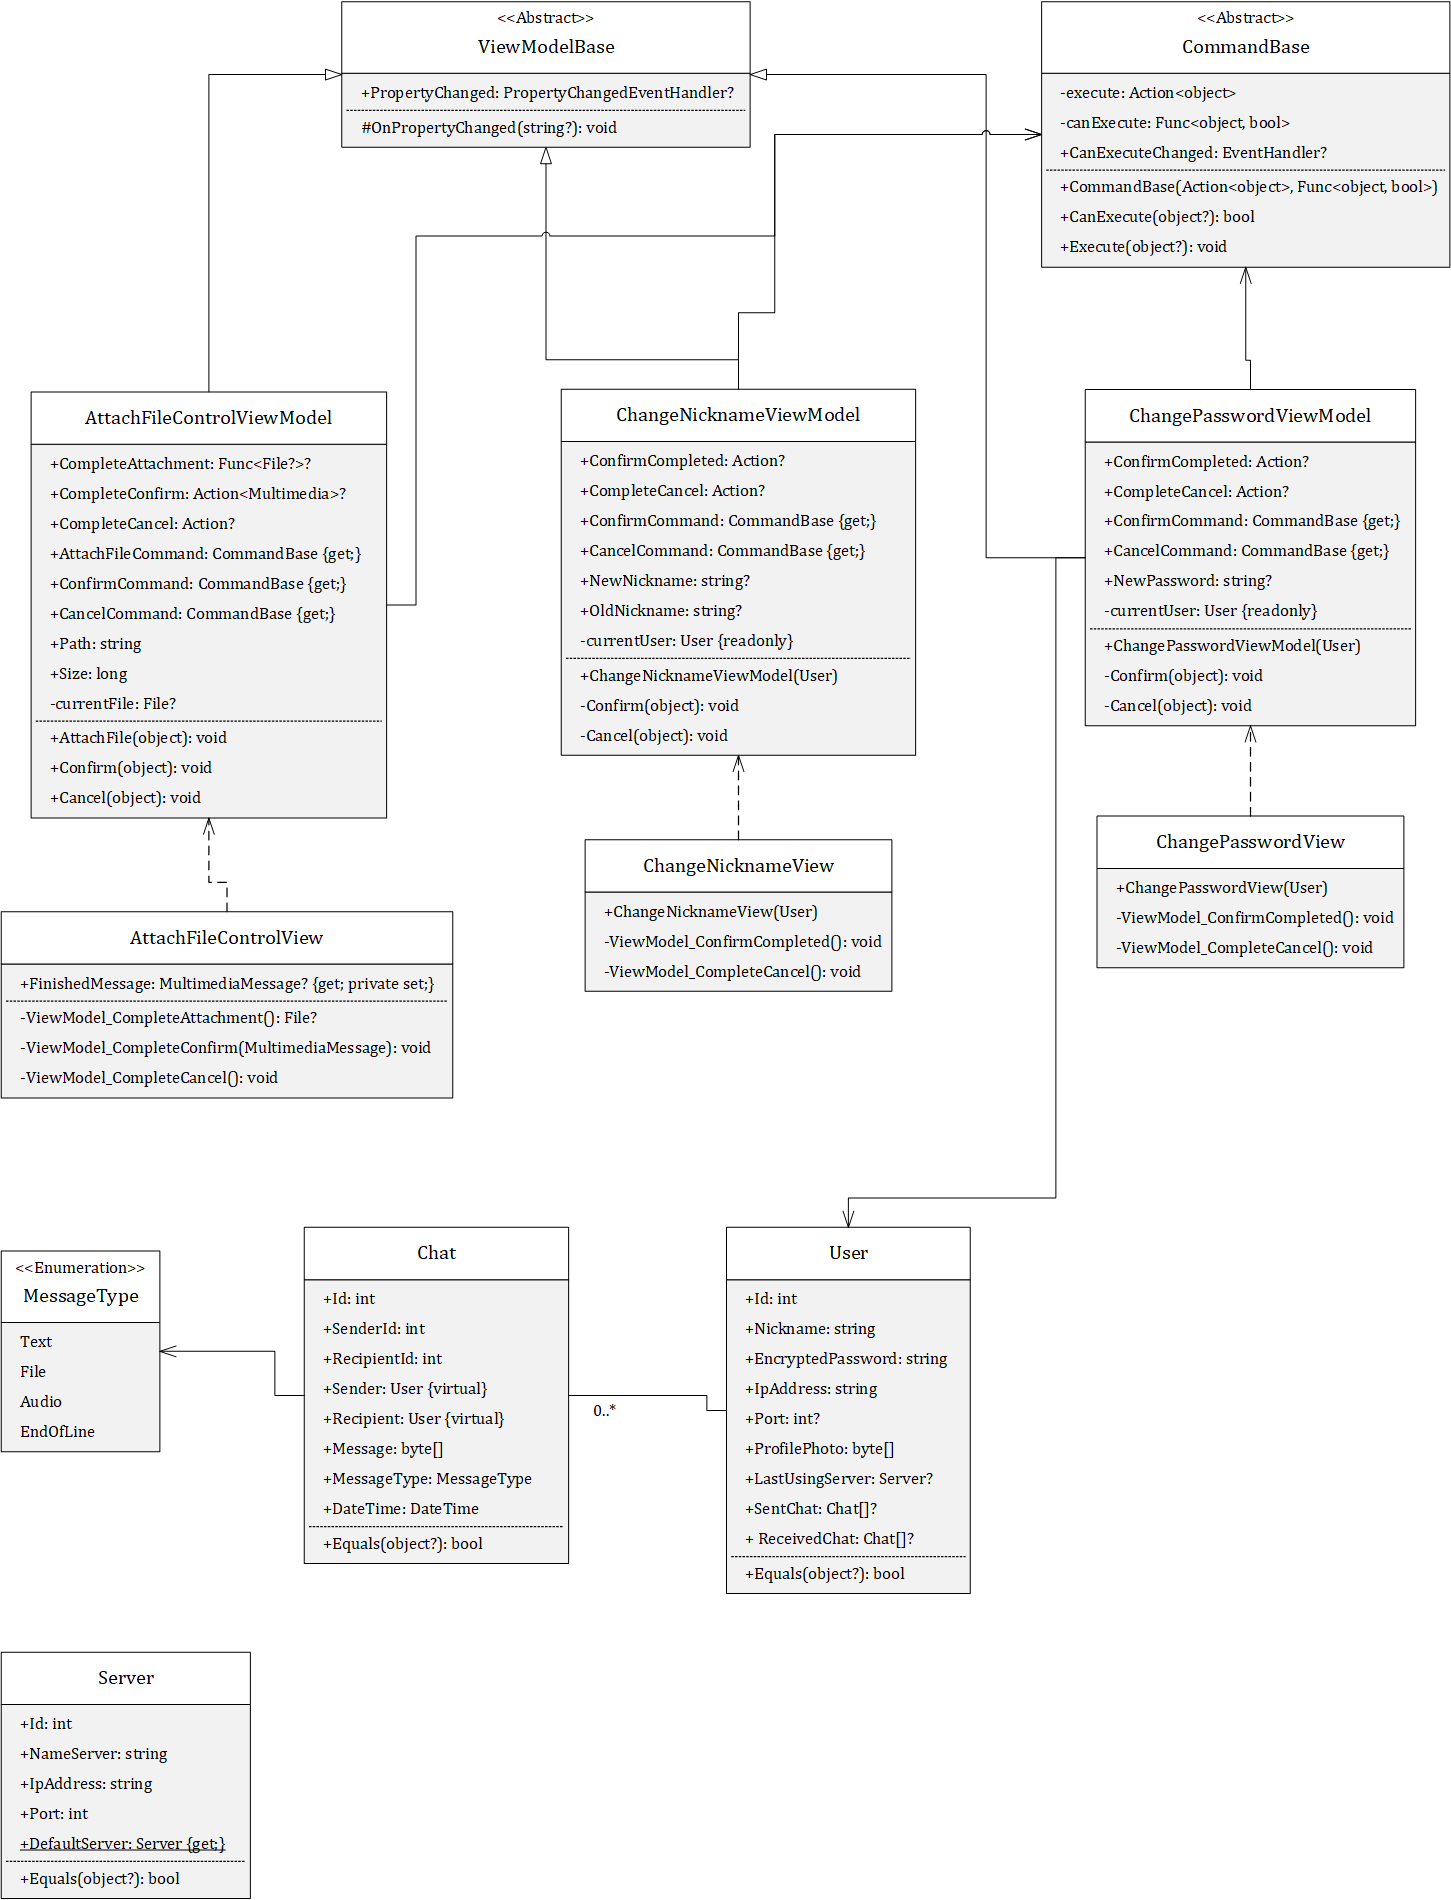 <<Abstract>>
ViewModelBase
+PropertyChanged: PropertyChangedEventHandler?
#OnPropertyChanged(string?): void
<<Abstract>>
CommandBase
-execute: Action<object>
-canExecute: Func<object, bool>
+CanExecuteChanged: EventHandler?
+CommandBase(Action<object>, Func<object, bool>)
+CanExecute(object?): bool
+Execute(object?): void
AttachFileControlViewModel
+CompleteAttachment: Func<File?>?
+CompleteConfirm: Action<Multimedia>?
+CompleteCancel: Action?
+AttachFileCommand: CommandBase {get;}
+ConfirmCommand: CommandBase {get;}
+CancelCommand: CommandBase {get;}
+Path: string
+Size: long
-currentFile: File?
+AttachFile(object): void
+Confirm(object): void
+Cancel(object): void
ChangeNicknameViewModel
+ConfirmCompleted: Action?
+CompleteCancel: Action?
+ConfirmCommand: CommandBase {get;}
+CancelCommand: CommandBase {get;}
+NewNickname: string?
+OldNickname: string?
-currentUser: User {readonly}
+ChangeNicknameViewModel(User)
-Confirm(object): void
-Cancel(object): void
ChangePasswordViewModel
+ConfirmCompleted: Action?
+CompleteCancel: Action?
+ConfirmCommand: CommandBase {get;}
+CancelCommand: CommandBase {get;}
+NewPassword: string?
-currentUser: User {readonly}
+ChangePasswordViewModel(User)
-Confirm(object): void
-Cancel(object): void
AttachFileControlView
+FinishedMessage: MultimediaMessage? {get; private set;}
-ViewModel_CompleteAttachment(): File?
-ViewModel_CompleteConfirm(MultimediaMessage): void
-ViewModel_CompleteCancel(): void
ChangeNicknameView
+ChangeNicknameView(User)
-ViewModel_ConfirmCompleted(): void
-ViewModel_CompleteCancel(): void
ChangePasswordView
+ChangePasswordView(User)
-ViewModel_ConfirmCompleted(): void
-ViewModel_CompleteCancel(): void
<<Enumeration>>
MessageType
Text
File
Audio
EndOfLine
Chat
+Id: int
+SenderId: int
+RecipientId: int
+Sender: User {virtual}
+Recipient: User {virtual}
+Message: byte[]
+MessageType: MessageType
+DateTime: DateTime
+Equals(object?): bool
0..*
User
+Id: int
+Nickname: string
+EncryptedPassword: string
+IpAddress: string
+Port: int?
+ProfilePhoto: byte[]
+LastUsingServer: Server?
+SentChat: Chat[]?
+ ReceivedChat: Chat[]?
+Equals(object?): bool
Server
+Id: int
+NameServer: string
+IpAddress: string
+Port: int
+DefaultServer: Server {get;}
+Equals(object?): bool